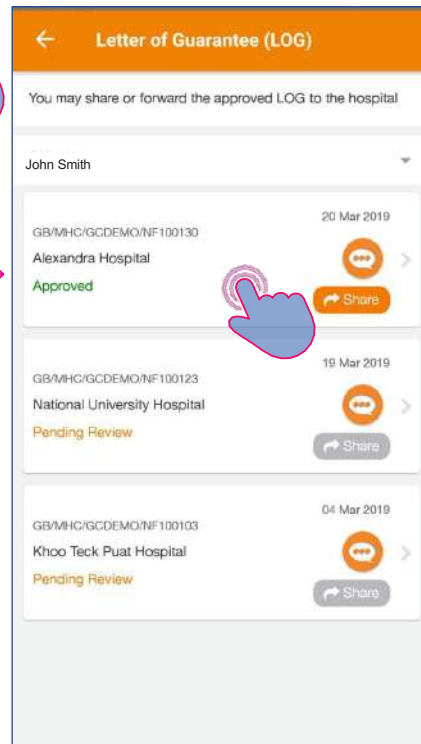 Letter of Guarantee (LOG)
You may share or forward the approved LOG to the hospital
John Smith
20 Mar 2019
GB/MHC/GCDEMO/NF100130
Alexandra Hospital
Approved
Share
19 Mar 2019
GB/MHC/GCDEMO/NF100123
National University Hospital
Pending Review
Share
04 Mar 2019
GB/MHC/GCDEMO/NF100103
Khoo Teck Puat Hospital
Pending Review
Share